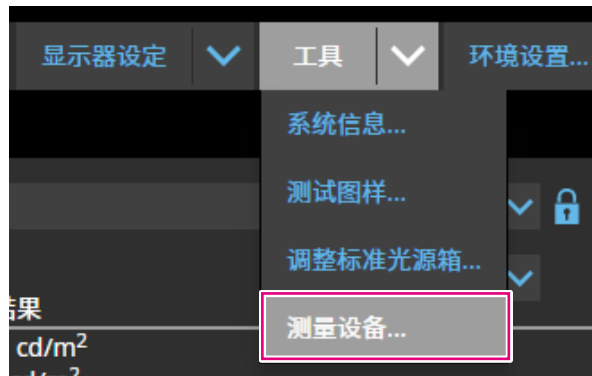 显示器设定 工具 环境设置...
系统信息...
测试图样...
调整标准光源箱...
测量设备...
结果
cd/m²